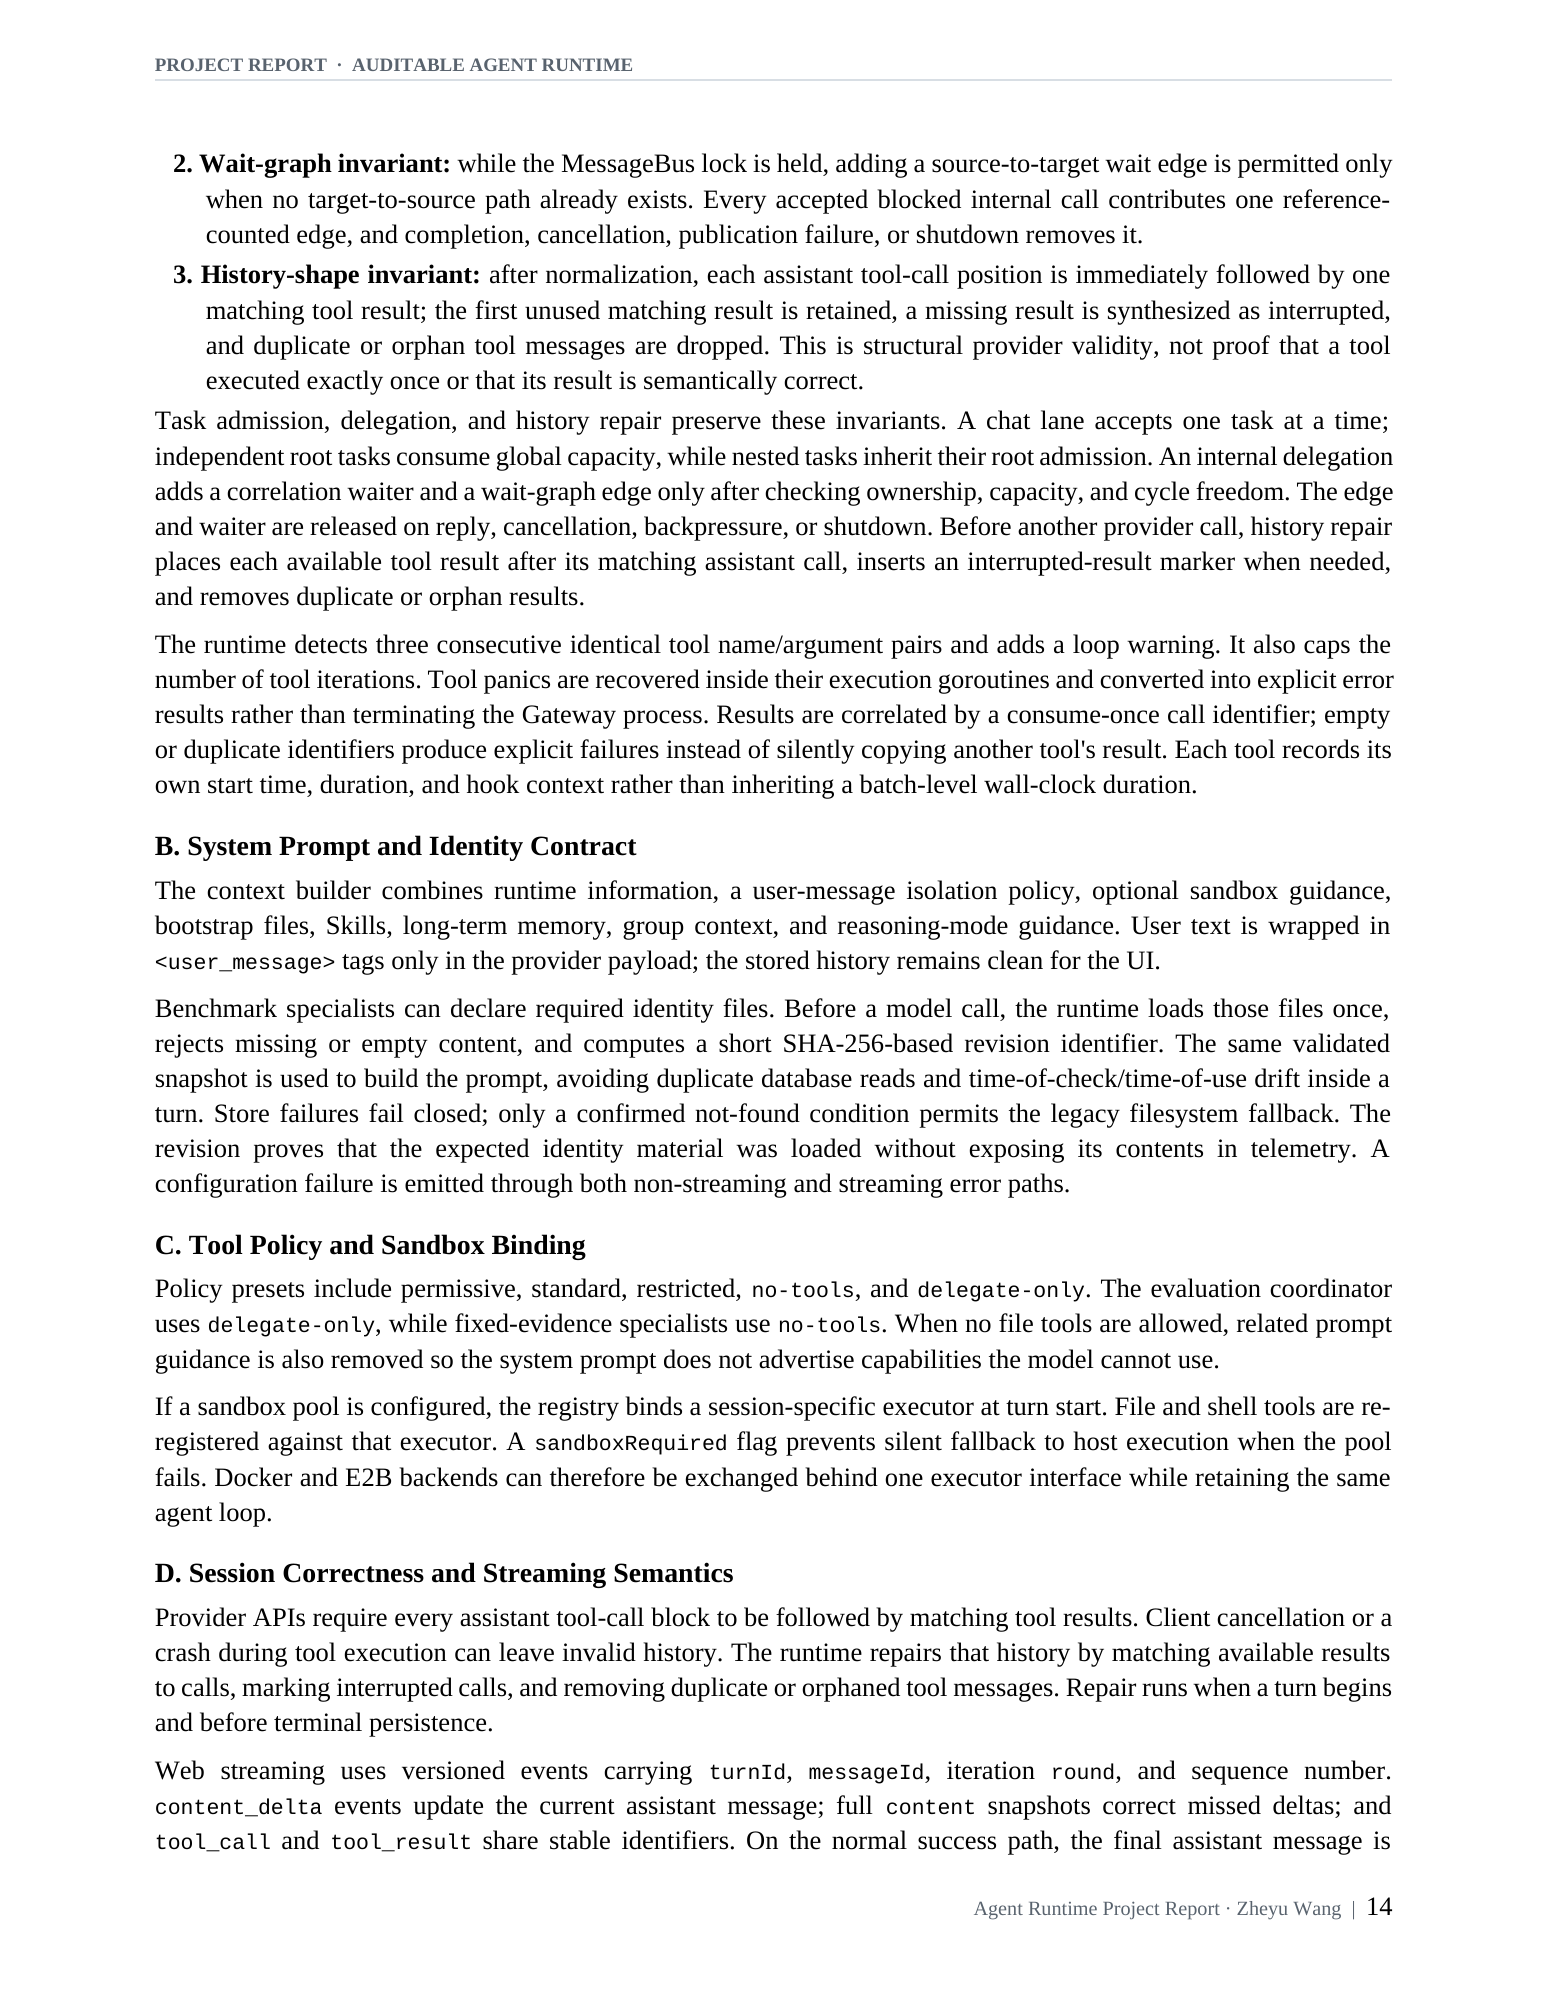 PROJECT REPORT · AUDITABLE AGENT RUNTIME
2. Wait-graph invariant: while the MessageBus lock is held, adding a source-to-target wait edge is permitted only
when no target-to-source path already exists. Every accepted blocked internal call contributes one reference-
counted edge, and completion, cancellation, publication failure, or shutdown removes it.
3. History-shape invariant: after normalization, each assistant tool-call position is immediately followed by one
matching tool result; the first unused matching result is retained, a missing result is synthesized as interrupted,
and duplicate or orphan tool messages are dropped. This is structural provider validity, not proof that a tool
executed exactly once or that its result is semantically correct.
Task admission, delegation, and history repair preserve these invariants. A chat lane accepts one task at a time;
independent root tasks consume global capacity, while nested tasks inherit their root admission. An internal delegation
adds a correlation waiter and a wait-graph edge only after checking ownership, capacity, and cycle freedom. The edge
and waiter are released on reply, cancellation, backpressure, or shutdown. Before another provider call, history repair
places each available tool result after its matching assistant call, inserts an interrupted-result marker when needed,
and removes duplicate or orphan results.
The runtime detects three consecutive identical tool name/argument pairs and adds a loop warning. It also caps the
number of tool iterations. Tool panics are recovered inside their execution goroutines and converted into explicit error
results rather than terminating the Gateway process. Results are correlated by a consume-once call identifier; empty
or duplicate identifiers produce explicit failures instead of silently copying another tool's result. Each tool records its
own start time, duration, and hook context rather than inheriting a batch-level wall-clock duration.
B. System Prompt and Identity Contract
The context builder combines runtime information, a user-message isolation policy, optional sandbox guidance,
bootstrap files, Skills, long-term memory, group context, and reasoning-mode guidance. User text is wrapped in
<user_message> tags only in the provider payload; the stored history remains clean for the UI.
Benchmark specialists can declare required identity files. Before a model call, the runtime loads those files once,
rejects missing or empty content, and computes a short SHA-256-based revision identifier. The same validated
snapshot is used to build the prompt, avoiding duplicate database reads and time-of-check/time-of-use drift inside a
turn. Store failures fail closed; only a confirmed not-found condition permits the legacy filesystem fallback. The
revision proves that the expected identity material was loaded without exposing its contents in telemetry. A
configuration failure is emitted through both non-streaming and streaming error paths.
C. Tool Policy and Sandbox Binding
Policy presets include permissive, standard, restricted, no-tools, and delegate-only. The evaluation coordinator
uses delegate-only, while fixed-evidence specialists use no-tools. When no file tools are allowed, related prompt
guidance is also removed so the system prompt does not advertise capabilities the model cannot use.
If a sandbox pool is configured, the registry binds a session-specific executor at turn start. File and shell tools are re-
registered against that executor. A sandboxRequired flag prevents silent fallback to host execution when the pool
fails. Docker and E2B backends can therefore be exchanged behind one executor interface while retaining the same
agent loop.
D. Session Correctness and Streaming Semantics
Provider APIs require every assistant tool-call block to be followed by matching tool results. Client cancellation or a
crash during tool execution can leave invalid history. The runtime repairs that history by matching available results
to calls, marking interrupted calls, and removing duplicate or orphaned tool messages. Repair runs when a turn begins
and before terminal persistence.
Web streaming uses versioned events carrying turnId, messageId, iteration round, and sequence number.
content_delta events update the current assistant message; full content snapshots correct missed deltas; and
tool_call and tool_result share stable identifiers. On the normal success path, the final assistant message is
Agent Runtime Project Report · Zheyu Wang | 14